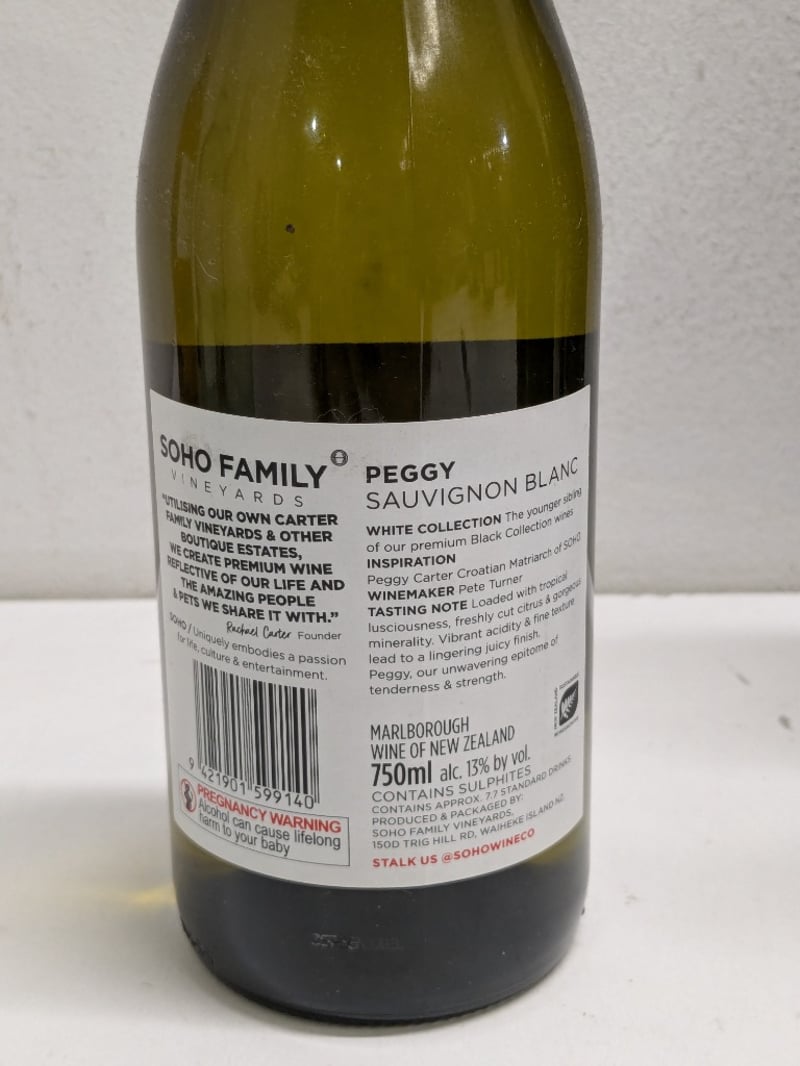 SOHO FAMILY
VINEYARDS
"UTILISING OUR OWN CARTER
FAMILY VINEYARDS & OTHER
BOUTIQUE ESTATES,
WE CREATE PREMIUM WINE
REFLECTIVE OF OUR LIFE AND
THE AMAZING PEOPLE
& PETS WE SHARE IT WITH."
Rachael Carter Founder
SOHO / Uniquely embodies a passion
for life, culture & entertainment.
9 421901 599140
PREGNANCY WARNING
Alcohol can cause lifelong
harm to your baby
PEGGY
SAUVIGNON BLANC
WHITE COLLECTION The younger sibling
of our premium Black Collection wines
INSPIRATION
Peggy Carter Croatian Matriarch of SOHO
WINEMAKER Pete Turner
TASTING NOTE Loaded with tropical
lusciousness, freshly cut citrus & gorgeous
minerality. Vibrant acidity & fine texture
lead to a lingering juicy finish.
Peggy, our unwavering epitome of
tenderness & strength.
MARLBOROUGH
WINE OF NEW ZEALAND
750ml alc. 13% by vol.
CONTAINS SULPHITES
CONTAINS APPROX. 7.7 STANDARD DRINKS
PRODUCED & PACKAGED BY:
SOHO FAMILY VINEYARDS,
150D TRIG HILL RD, WAIHEKE ISLAND NZ.
STALK US @SOHOWINECO